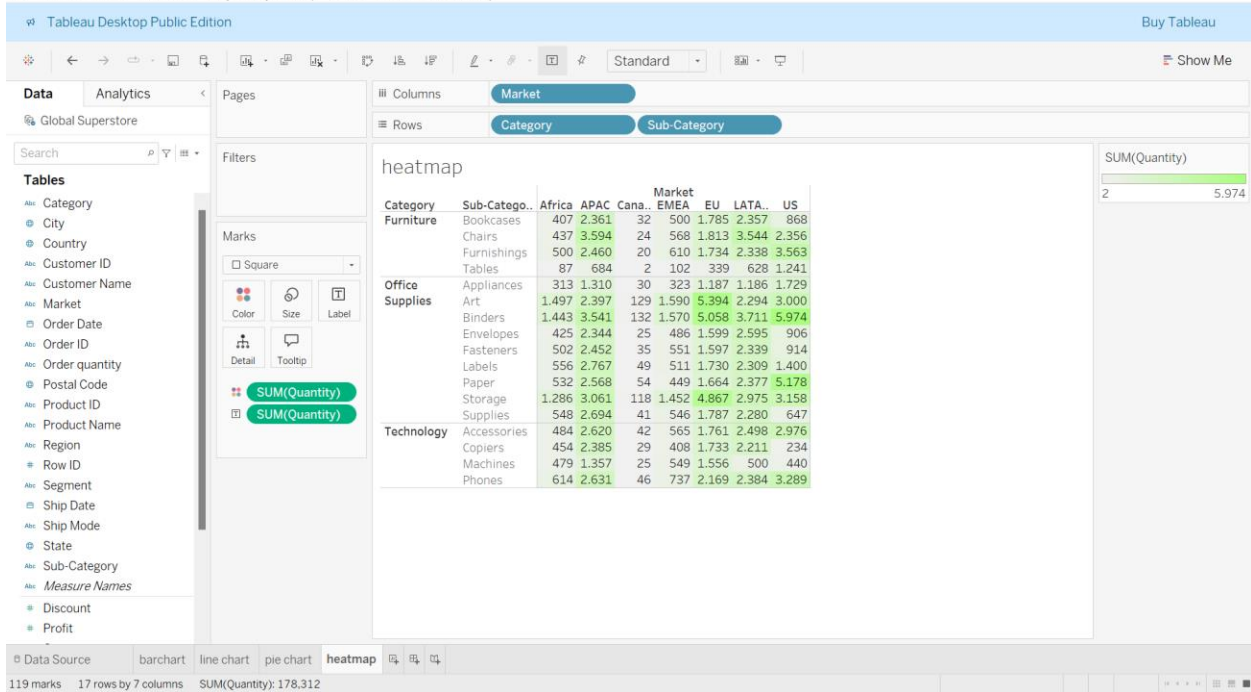 Tableau Desktop Public Edition
Buy Tableau
Standard
Show Me
Data
Analytics
Global Superstore
Search
Tables
Abc Category
City
Country
Abc Customer ID
Abc Customer Name
Abc Market
Order Date
Abc Order ID
Abc Order quantity
Postal Code
Abc Product ID
Abc Product Name
Abc Region
# Row ID
Abc Segment
Ship Date
Abc Ship Mode
State
Abc Sub-Category
Abc Measure Names
# Discount
# Profit
Pages
Filters
Marks
Square
Color Size Label
Detail Tooltip
SUM(Quantity)
SUM(Quantity)
Columns Market
Rows Category Sub-Category
heatmap
Market
Category Sub-Catego.. Africa APAC Cana.. EMEA EU LATA.. US
Furniture Bookcases 407 2.361 32 500 1.785 2.357 868
Chairs 437 3.594 24 568 1.813 3.544 2.356
Furnishings 500 2.460 20 610 1.734 2.338 3.563
Tables 87 684 2 102 339 628 1.241
Office Appliances 313 1.310 30 323 1.187 1.186 1.729
Supplies Art 1.497 2.397 129 1.590 5.394 2.294 3.000
Binders 1.443 3.541 132 1.570 5.058 3.711 5.974
Envelopes 425 2.344 25 486 1.599 2.595 906
Fasteners 502 2.452 35 551 1.597 2.339 914
Labels 556 2.767 49 511 1.730 2.309 1.400
Paper 532 2.568 54 449 1.664 2.377 5.178
Storage 1.286 3.061 118 1.452 4.867 2.975 3.158
Supplies 548 2.694 41 546 1.787 2.280 647
Technology Accessories 484 2.620 42 565 1.761 2.498 2.976
Copiers 454 2.385 29 408 1.733 2.211 234
Machines 479 1.357 25 549 1.556 500 440
Phones 614 2.631 46 737 2.169 2.384 3.289
SUM(Quantity)
2 5.974
Data Source barchart line chart pie chart heatmap
119 marks 17 rows by 7 columns SUM(Quantity): 178,312